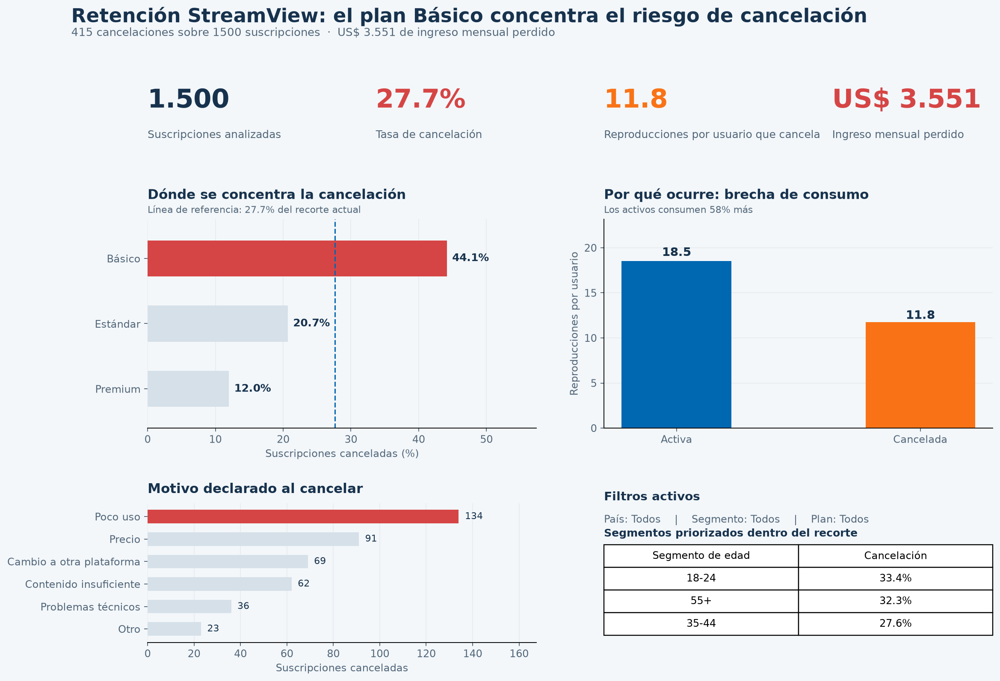 Retención StreamView: el plan Básico concentra el riesgo de cancelación
415 cancelaciones sobre 1500 suscripciones · US$ 3.551 de ingreso mensual perdido
1.500
Suscripciones analizadas
27.7%
Tasa de cancelación
11.8
Reproducciones por usuario que cancela
US$ 3.551
Ingreso mensual perdido
Dónde se concentra la cancelación
Línea de referencia: 27.7% del recorte actual
Básico
44.1%
Estándar
20.7%
Premium
12.0%
0 10 20 30 40 50
Suscripciones canceladas (%)
Por qué ocurre: brecha de consumo
Los activos consumen 58% más
Reproducciones por usuario
20
15
10
5
0
18.5
11.8
Activa
Cancelada
Motivo declarado al cancelar
Poco uso 134
Precio 91
Cambio a otra plataforma 69
Contenido insuficiente 62
Problemas técnicos 36
Otro 23
0 20 40 60 80 100 120 140 160
Suscripciones canceladas
Filtros activos
País: Todos | Segmento: Todos | Plan: Todos
Segmentos priorizados dentro del recorte
Segmento de edad Cancelación
18-24 33.4%
55+ 32.3%
35-44 27.6%